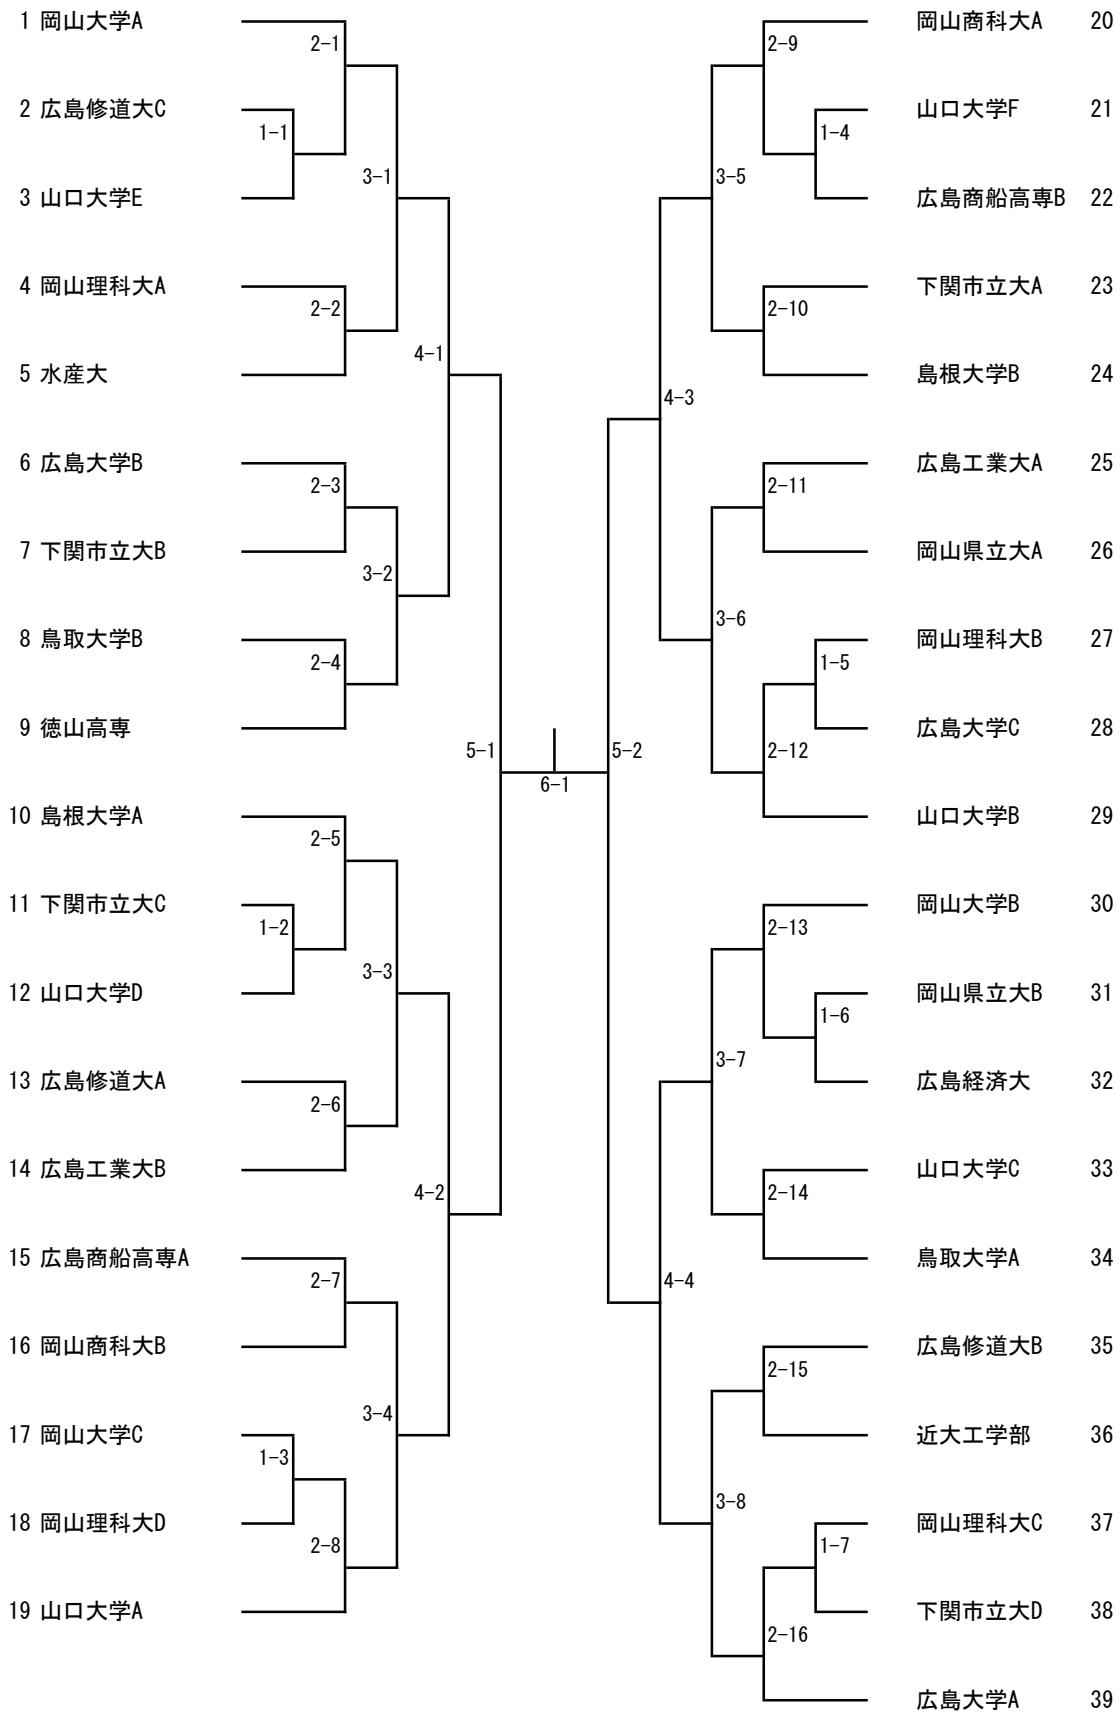 1 岡山大学A
2-1
2 広島修道大C
1-1
3 山口大学E
3-1
4 岡山理科大A
2-2
5 水産大
4-1
6 広島大学B
2-3
7 下関市立大B
3-2
8 鳥取大学B
2-4
9 徳山高専
5-1
10 島根大学A
2-5
11 下関市立大C
1-2
12 山口大学D
3-3
13 広島修道大A
2-6
14 広島工業大B
4-2
15 広島商船高専A
2-7
16 岡山商科大B
3-4
17 岡山大学C
1-3
18 岡山理科大D
2-8
19 山口大学A
6-1
岡山商科大A 20
2-9
山口大学F 21
1-4
広島商船高専B 22
3-5
下関市立大A 23
2-10
島根大学B 24
4-3
広島工業大A 25
2-11
岡山県立大A 26
3-6
岡山理科大B 27
1-5
広島大学C 28
5-2
2-12
山口大学B 29
岡山大学B 30
2-13
岡山県立大B 31
1-6
広島経済大 32
3-7
山口大学C 33
2-14
鳥取大学A 34
4-4
広島修道大B 35
2-15
近大工学部 36
3-8
岡山理科大C 37
1-7
下関市立大D 38
2-16
広島大学A 39